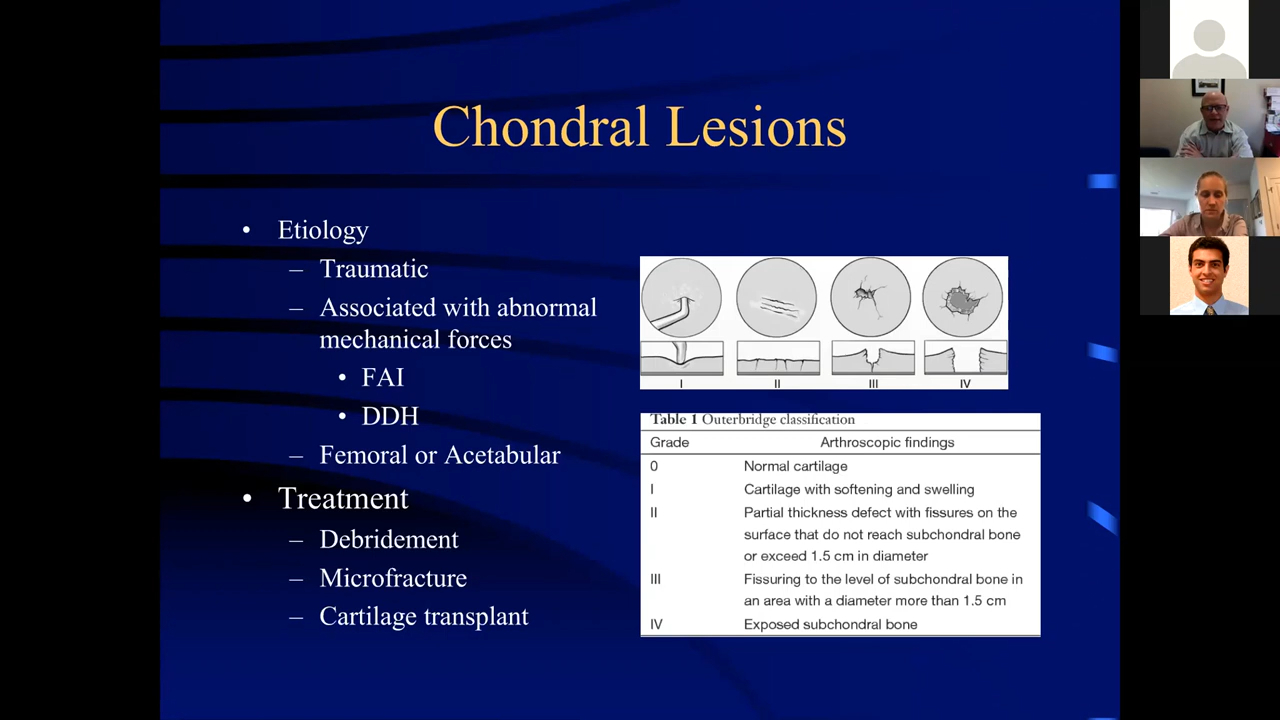 Chondral Lesions
• Etiology
– Traumatic
– Associated with abnormal
mechanical forces
• FAI
• DDH
– Femoral or Acetabular
• Treatment
– Debridement
– Microfracture
– Cartilage transplant
I II III IV
Table 1 Outerbridge classification
Grade Arthroscopic findings
0 Normal cartilage
I Cartilage with softening and swelling
II Partial thickness defect with fissures on the
surface that do not reach subchondral bone
or exceed 1.5 cm in diameter
III Fissuring to the level of subchondral bone in
an area with a diameter more than 1.5 cm
IV Exposed subchondral bone